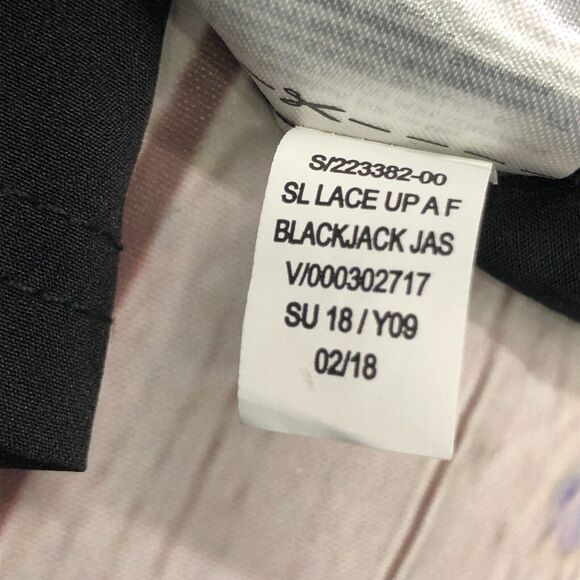 S/223382-00
SL LACE UP A F
BLACKJACK JAS
V/000302717
SU 18 / Y09
02/18